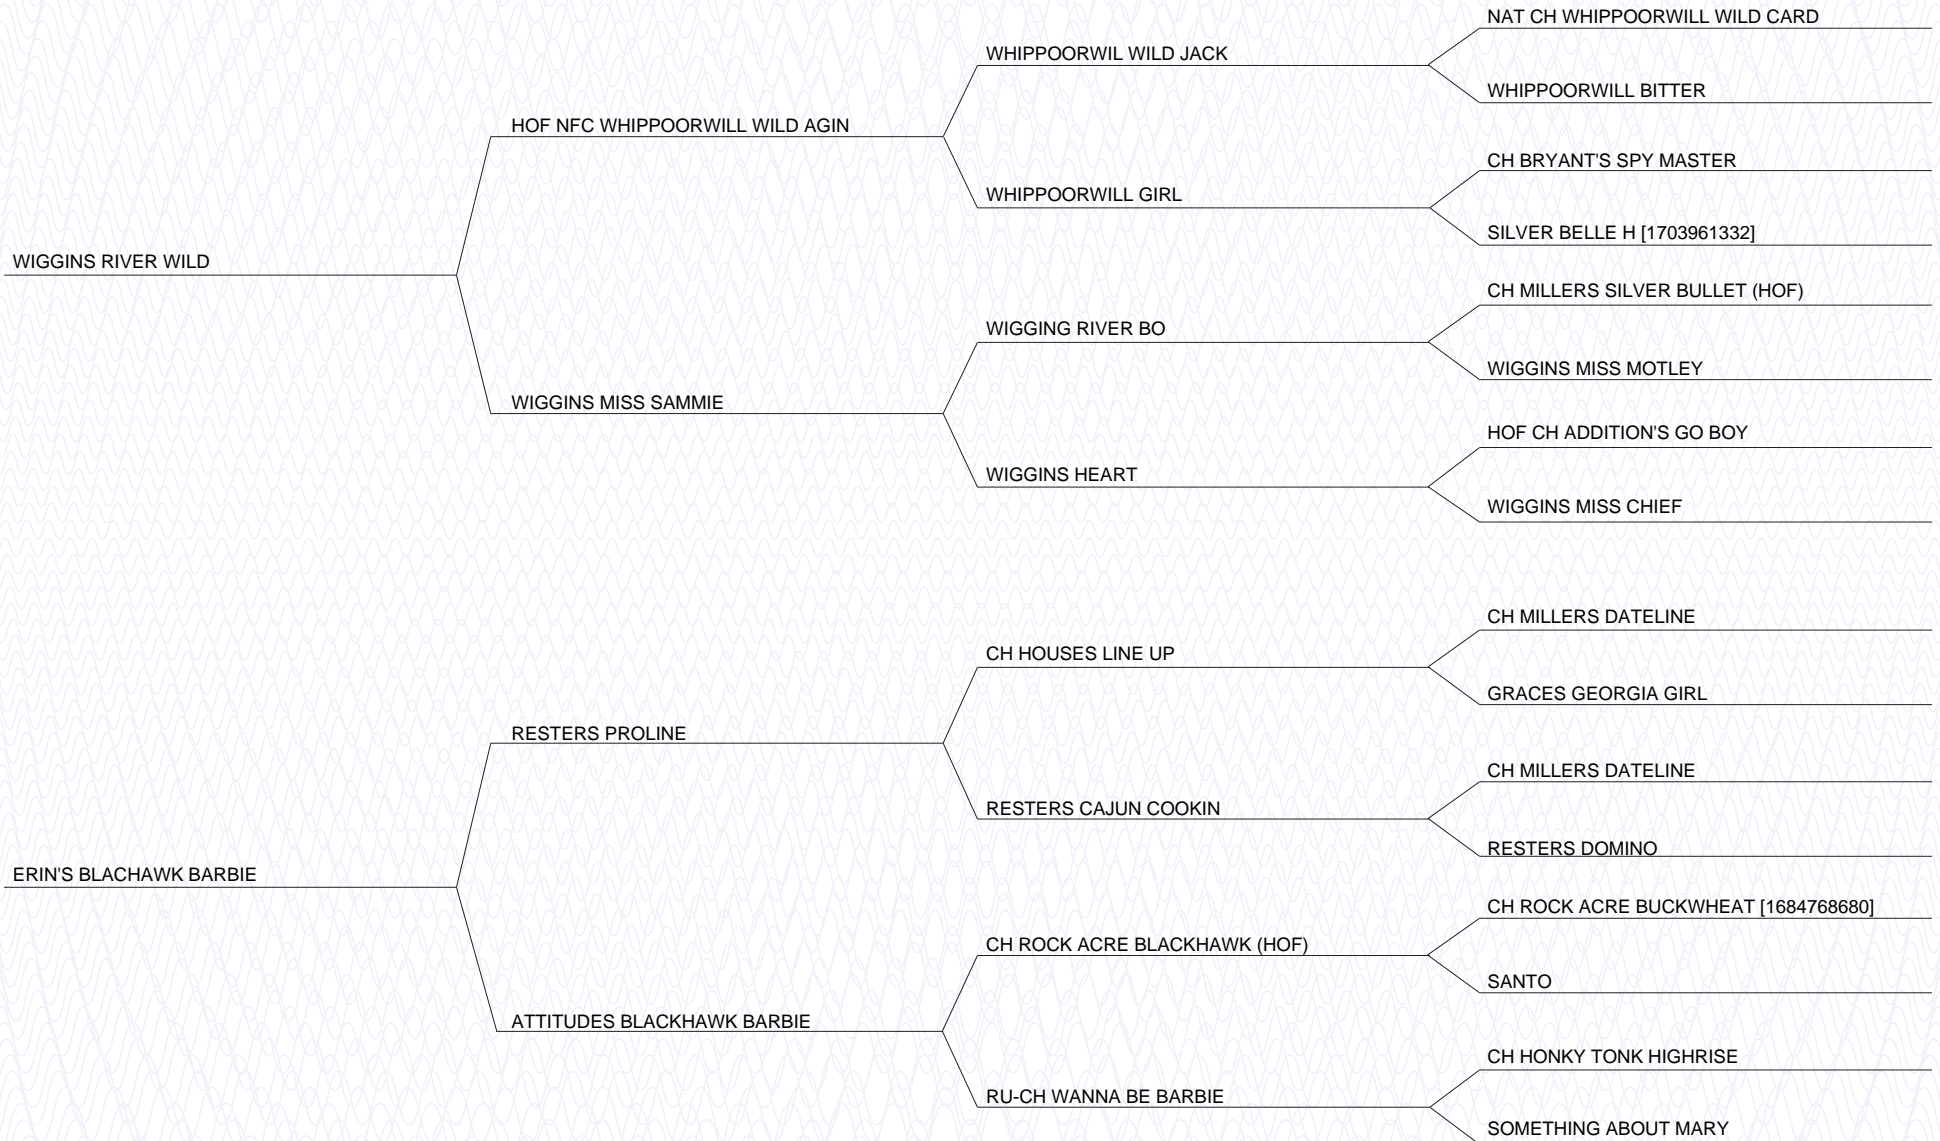 NAT CH WHIPPOORWILL WILD CARD
WHIPPOORWIL WILD JACK
WHIPPOORWILL BITTER
HOF NFC WHIPPOORWILL WILD AGIN
CH BRYANT'S SPY MASTER
WHIPPOORWILL GIRL
SILVER BELLE H [1703961332]
WIGGINS RIVER WILD
CH MILLERS SILVER BULLET (HOF)
WIGGING RIVER BO
WIGGINS MISS MOTLEY
WIGGINS MISS SAMMIE
HOF CH ADDITION'S GO BOY
WIGGINS HEART
WIGGINS MISS CHIEF
CH MILLERS DATELINE
CH HOUSES LINE UP
GRACES GEORGIA GIRL
RESTERS PROLINE
CH MILLERS DATELINE
RESTERS CAJUN COOKIN
RESTERS DOMINO
ERIN'S BLACHAWK BARBIE
CH ROCK ACRE BUCKWHEAT [1684768680]
CH ROCK ACRE BLACKHAWK (HOF)
SANTO
ATTITUDES BLACKHAWK BARBIE
CH HONKY TONK HIGHRISE
RU-CH WANNA BE BARBIE
SOMETHING ABOUT MARY